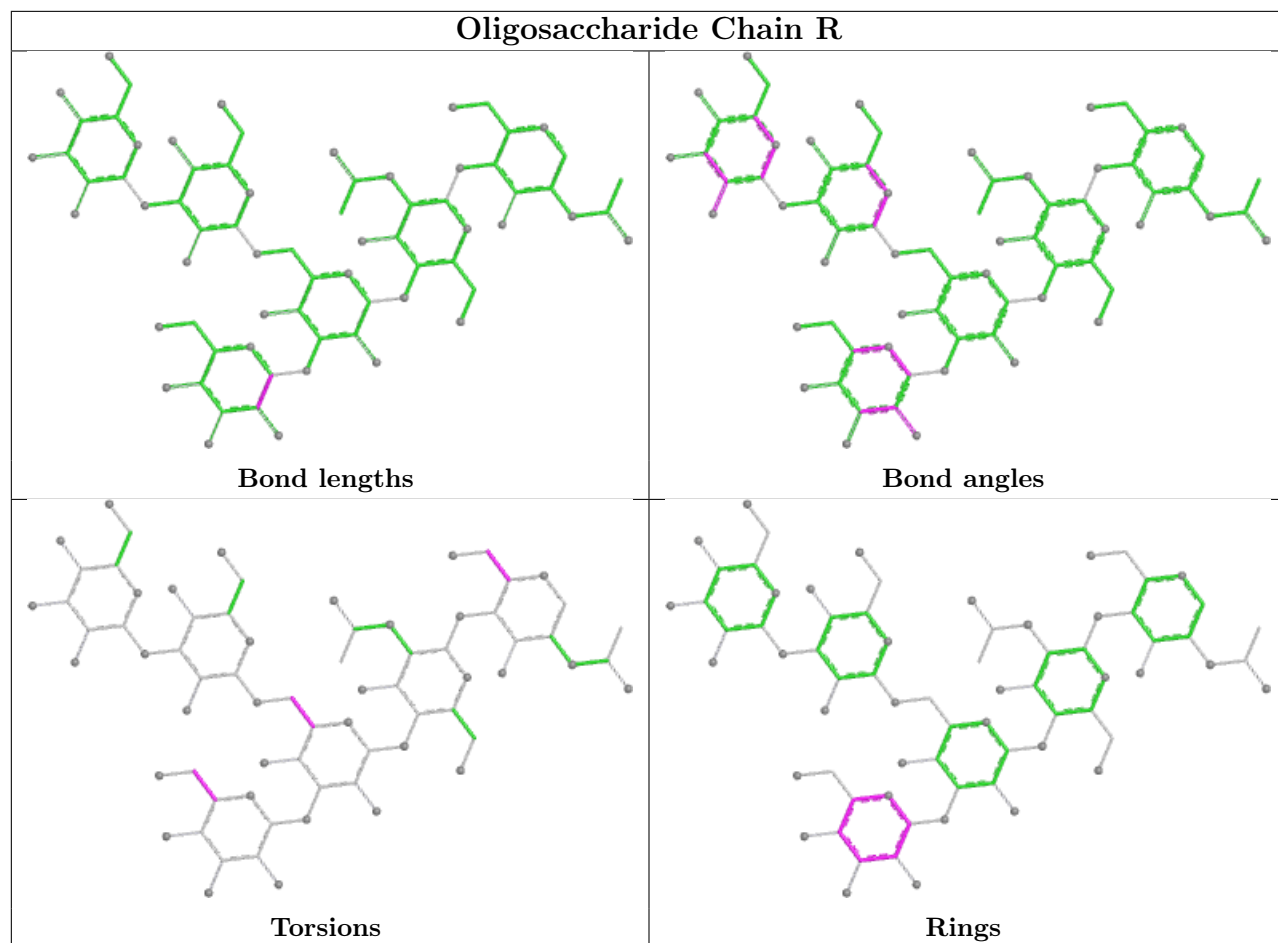 Oligosaccharide Chain R
Bond lengths
Bond angles
Torsions
Rings